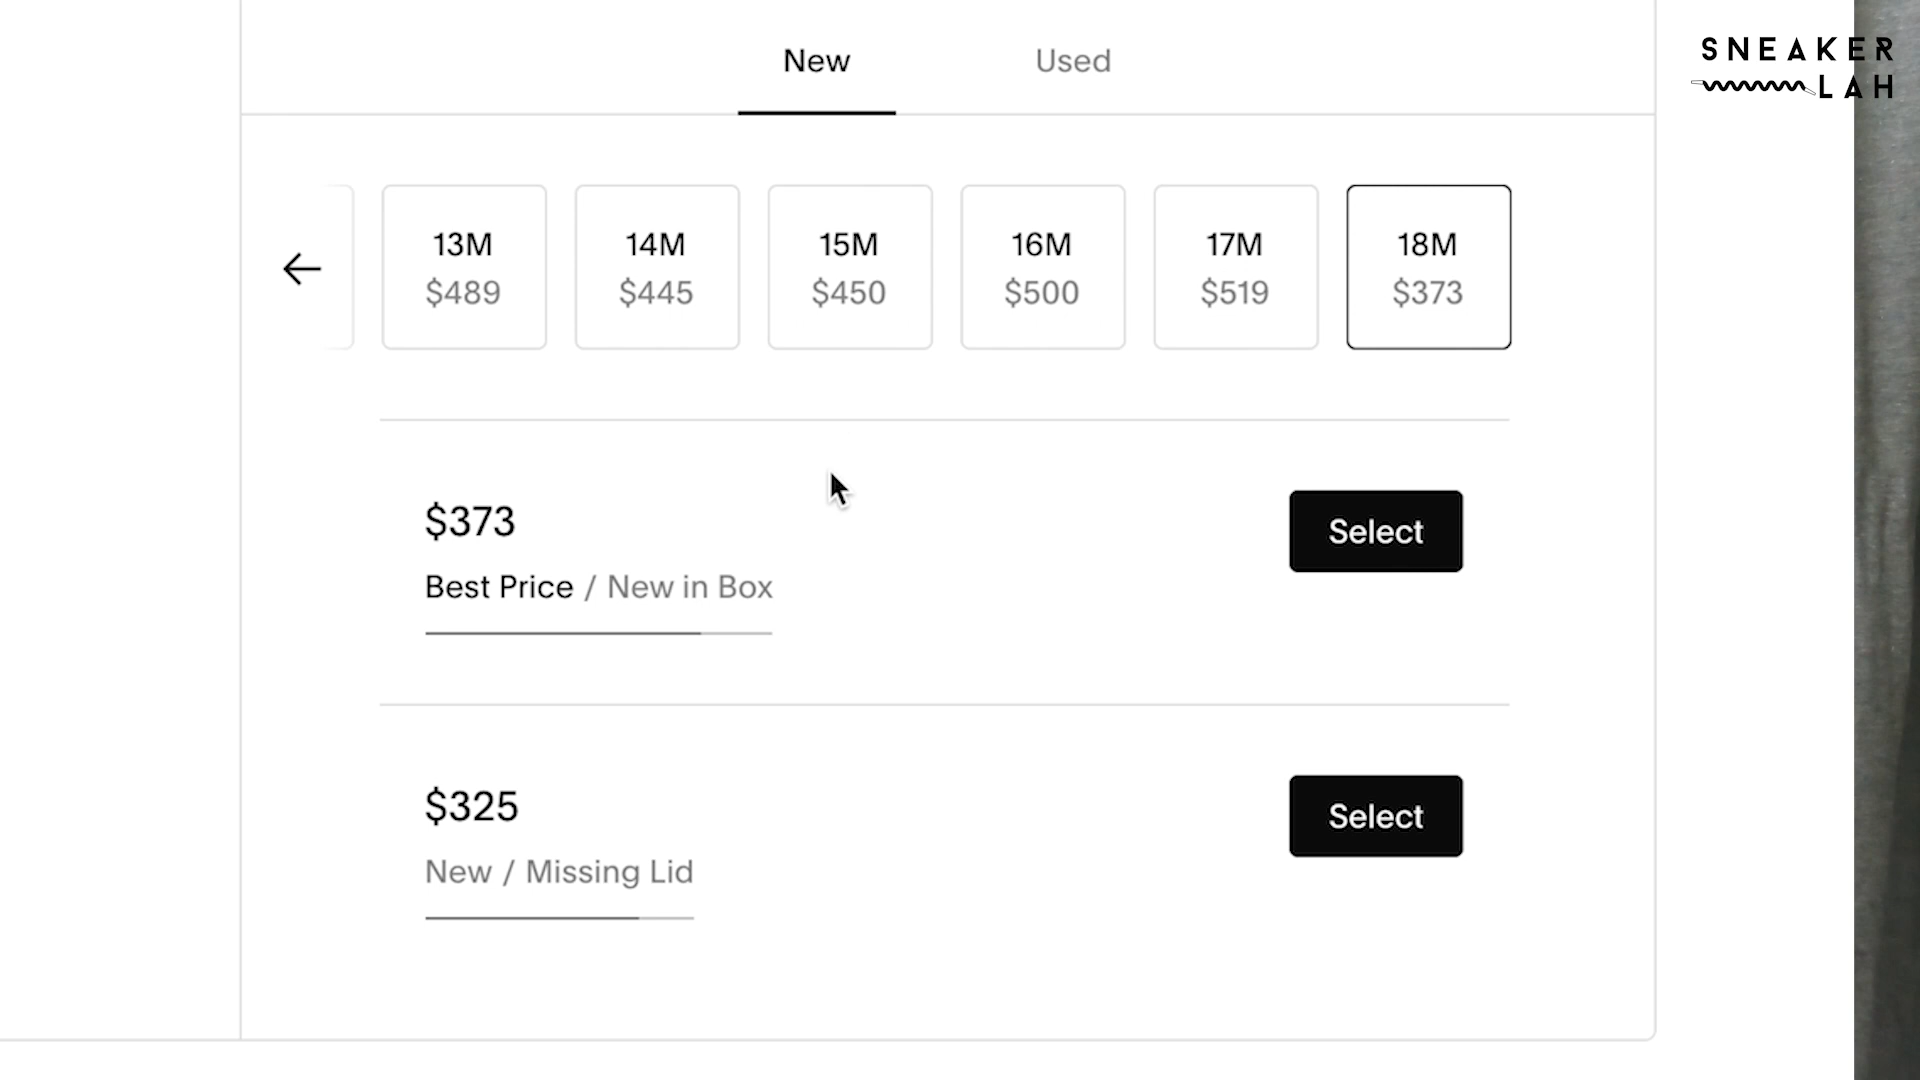 New
Used
SNEAKER
LAH
13M
$489
14M
$445
15M
$450
16M
$500
17M
$519
18M
$373
$373
Best Price / New in Box
Select
$325
New / Missing Lid
Select